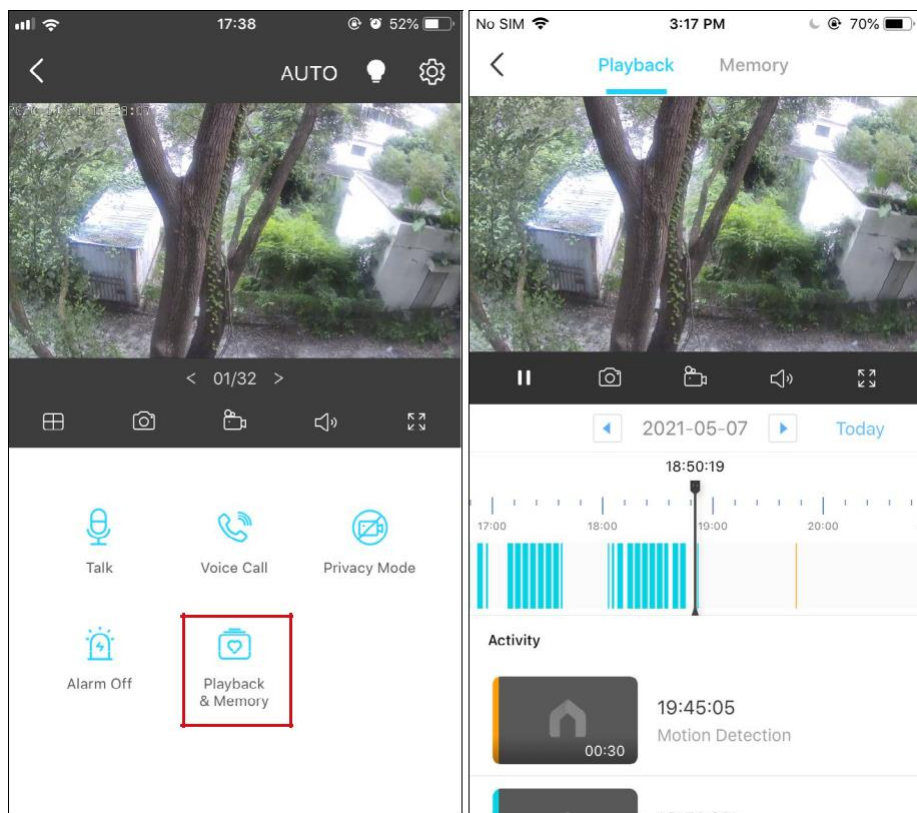 17:38
52%
AUTO
< 01/32 >
Talk
Voice Call
Privacy Mode
Alarm Off
Playback
& Memory
No SIM
3:17 PM
70%
Playback
Memory
2021-05-07
Today
18:50:19
17:00
18:00
19:00
20:00
Activity
00:30
19:45:05
Motion Detection